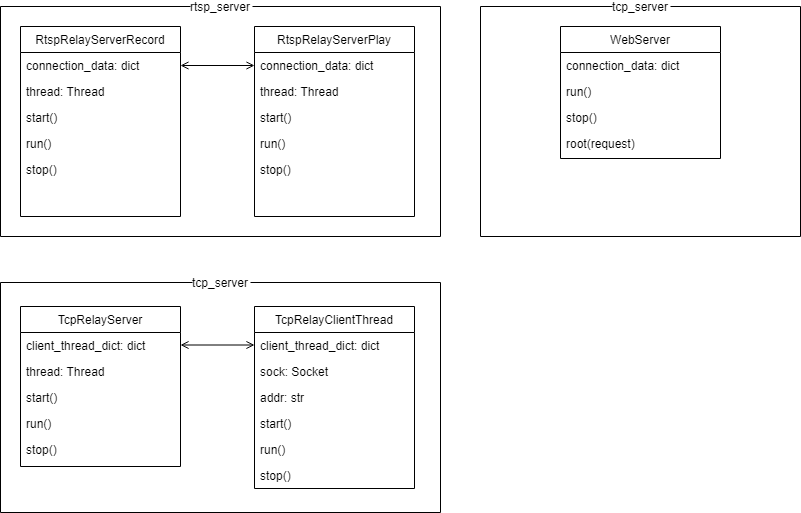 rtsp_server
RtspRelayServerRecord
connection_data: dict
thread: Thread
start()
run()
stop()
RtspRelayServerPlay
connection_data: dict
thread: Thread
start()
run()
stop()
tcp_server
WebServer
connection_data: dict
run()
stop()
root(request)
tcp_server
TcpRelayServer
client_thread_dict: dict
thread: Thread
start()
run()
stop()
TcpRelayClientThread
client_thread_dict: dict
sock: Socket
addr: str
start()
run()
stop()